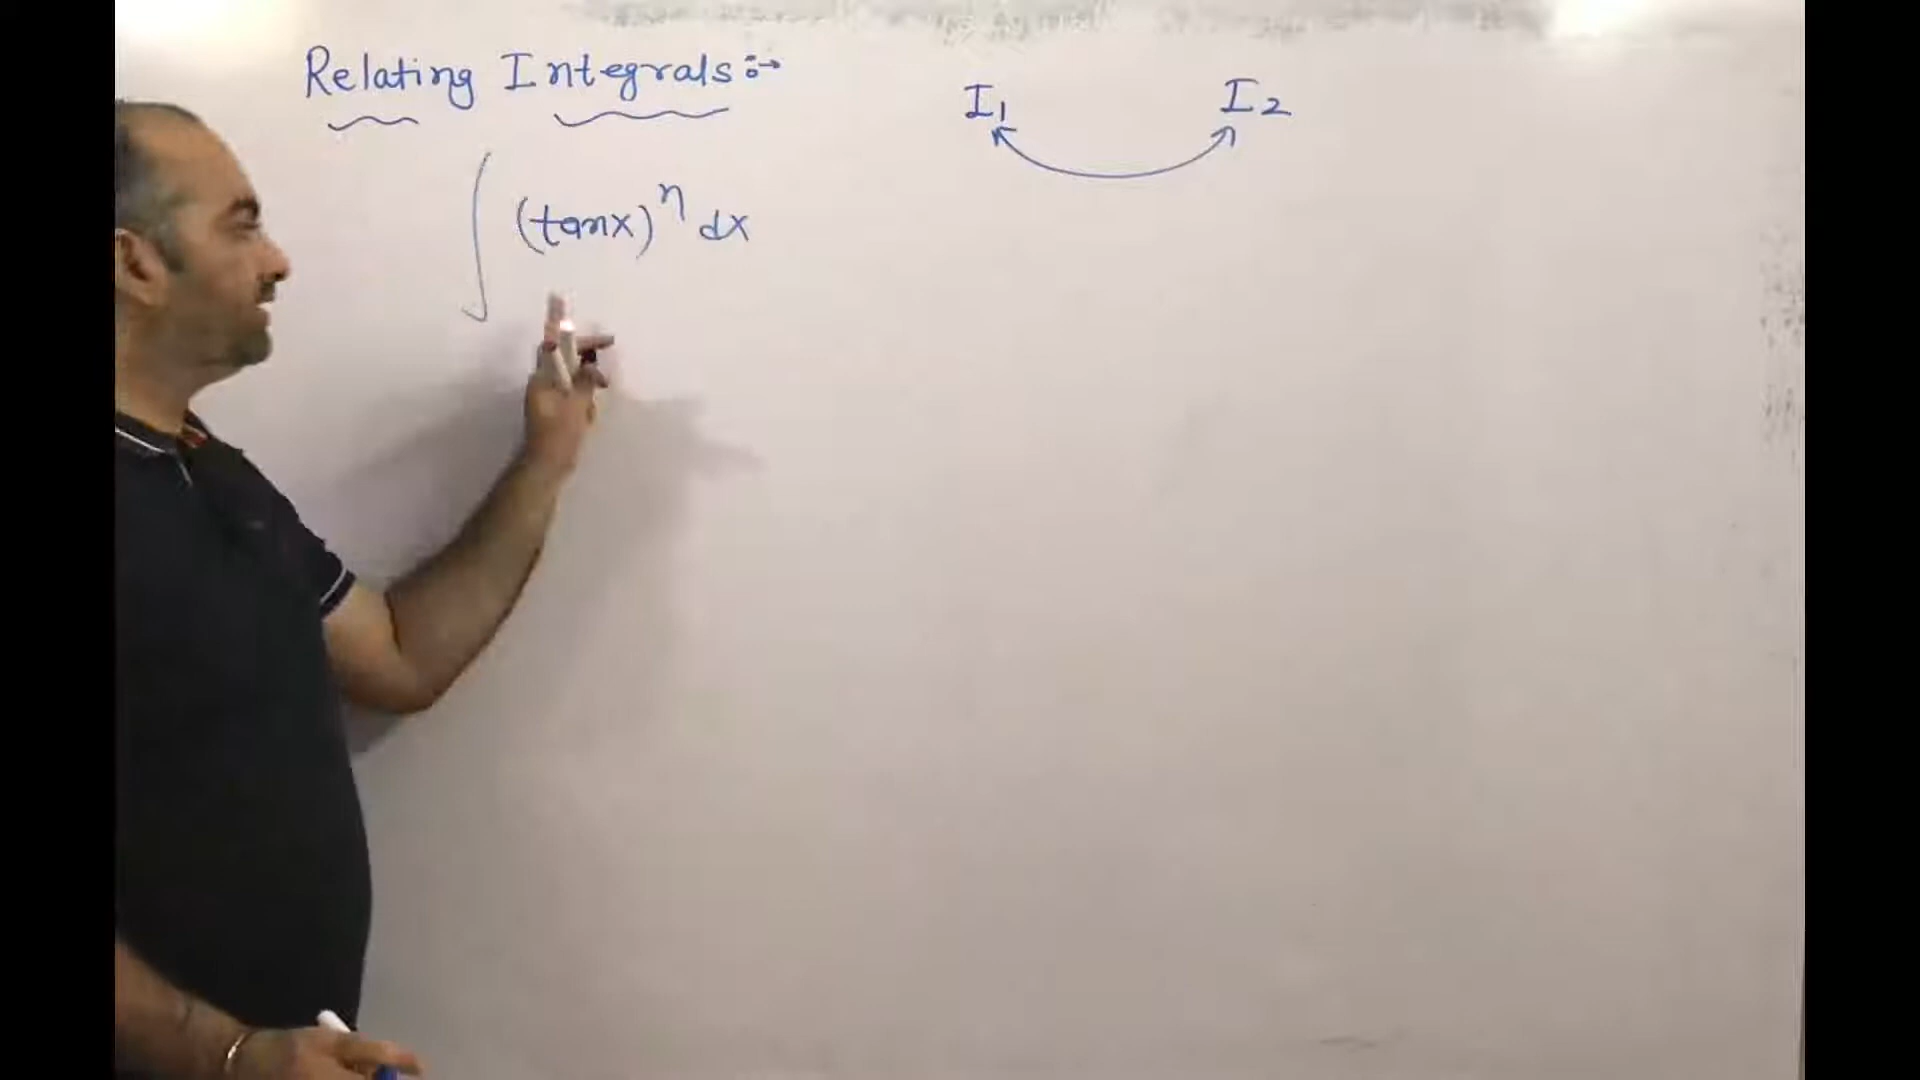 Relating Integrals :→
I₁ I₂
∫ (tanx)ⁿ dx